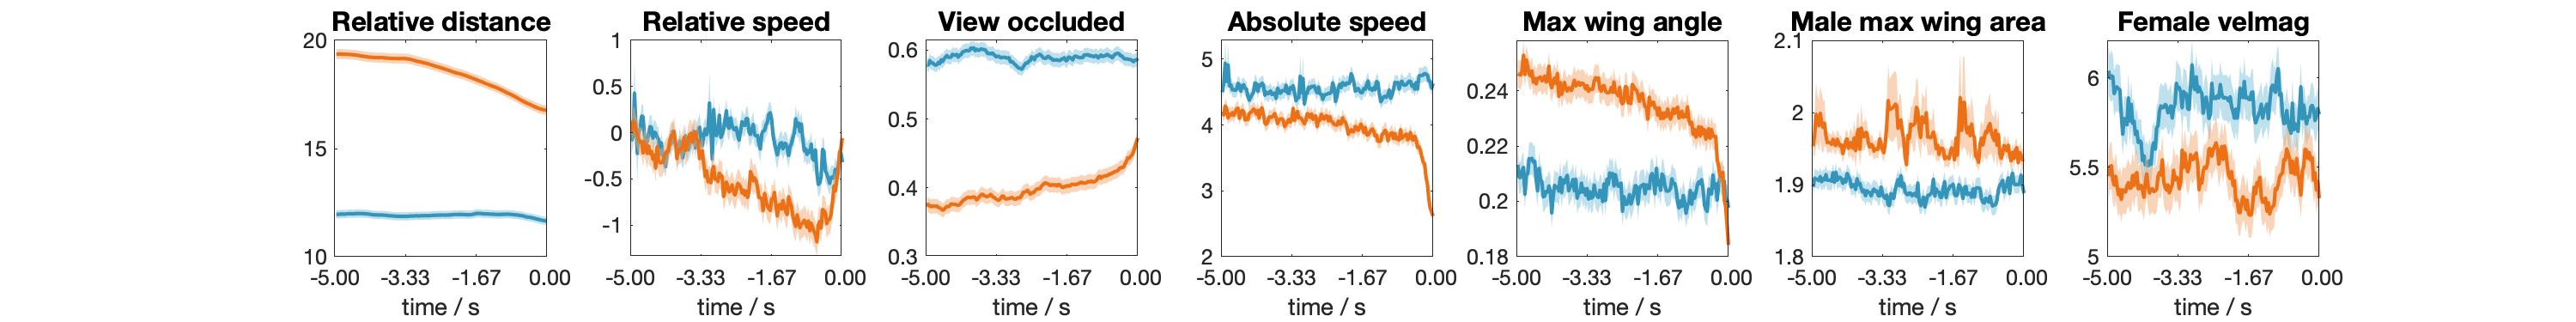 Relative distance
20
15
10
-5.00 -3.33 -1.67 0.00
time / s
Relative speed
1
0.5
0
-0.5
-1
-5.00 -3.33 -1.67 0.00
time / s
View occluded
0.6
0.5
0.4
0.3
-5.00 -3.33 -1.67 0.00
time / s
Absolute speed
5
4
3
2
-5.00 -3.33 -1.67 0.00
time / s
Max wing angle
0.24
0.22
0.2
0.18
-5.00 -3.33 -1.67 0.00
time / s
Male max wing area
2.1
2
1.9
1.8
-5.00 -3.33 -1.67 0.00
time / s
Female velmag
6
5.5
5
-5.00 -3.33 -1.67 0.00
time / s